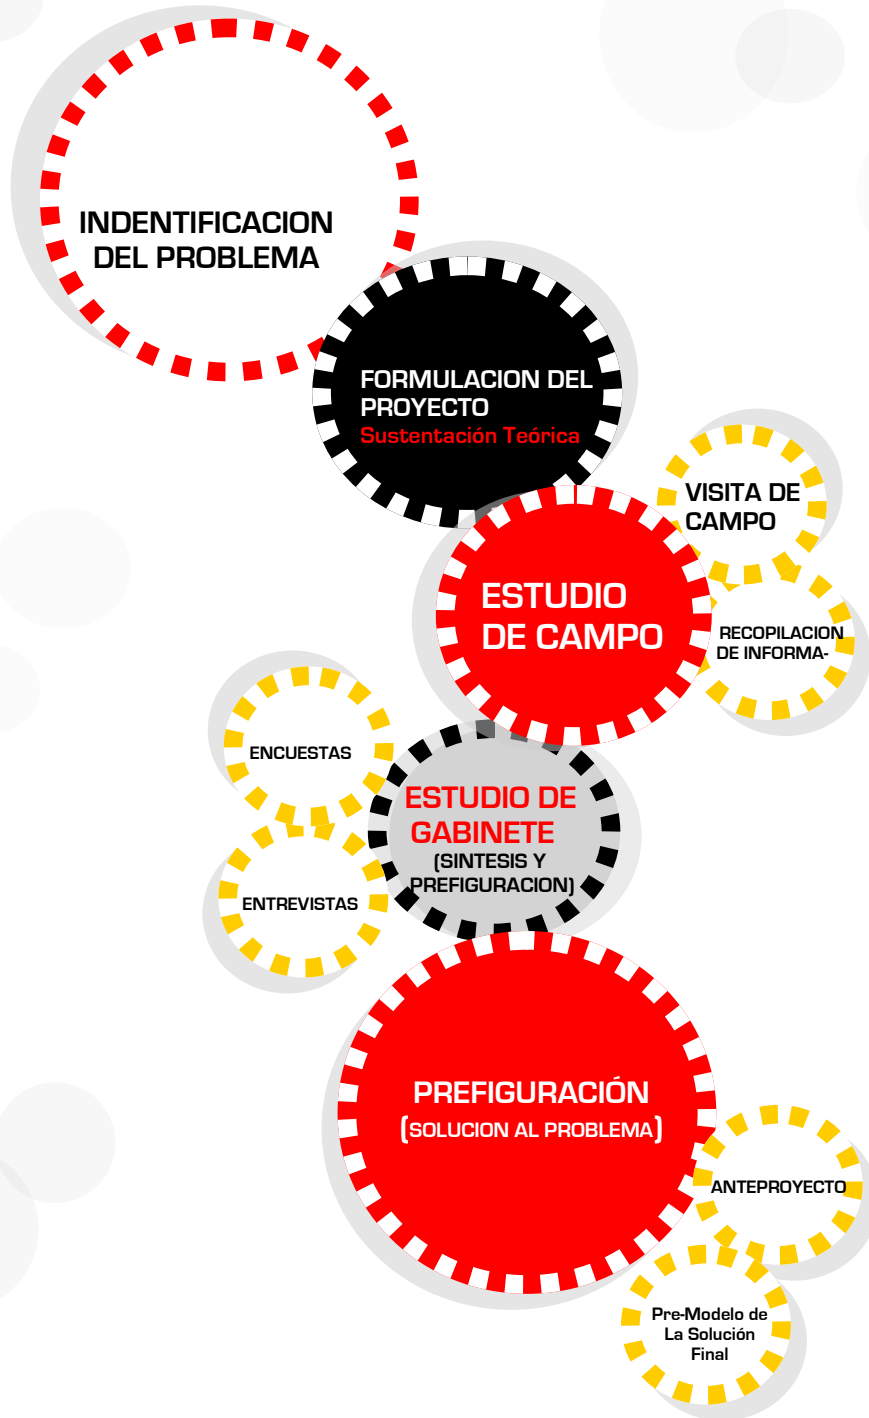 INDENTIFICACION
DEL PROBLEMA
FORMULACION DEL
PROYECTO
Sustentación Teórica
VISITA DE
CAMPO
ESTUDIO
DE CAMPO
RECOPILACION
DE INFORMA-
ENCUESTAS
ESTUDIO DE
GABINETE
(SINTESIS Y
PREFIGURACION)
ENTREVISTAS
PREFIGURACIÓN
(SOLUCION AL PROBLEMA)
ANTEPROYECTO
Pre-Modelo de
La Solución
Final